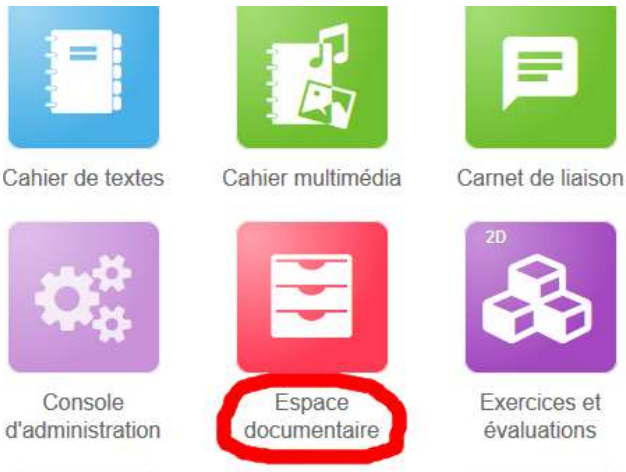 Cahier de textes
Cahier multimédia
Carnet de liaison
2D
Console
d'administration
Espace
documentaire
Exercices et
évaluations